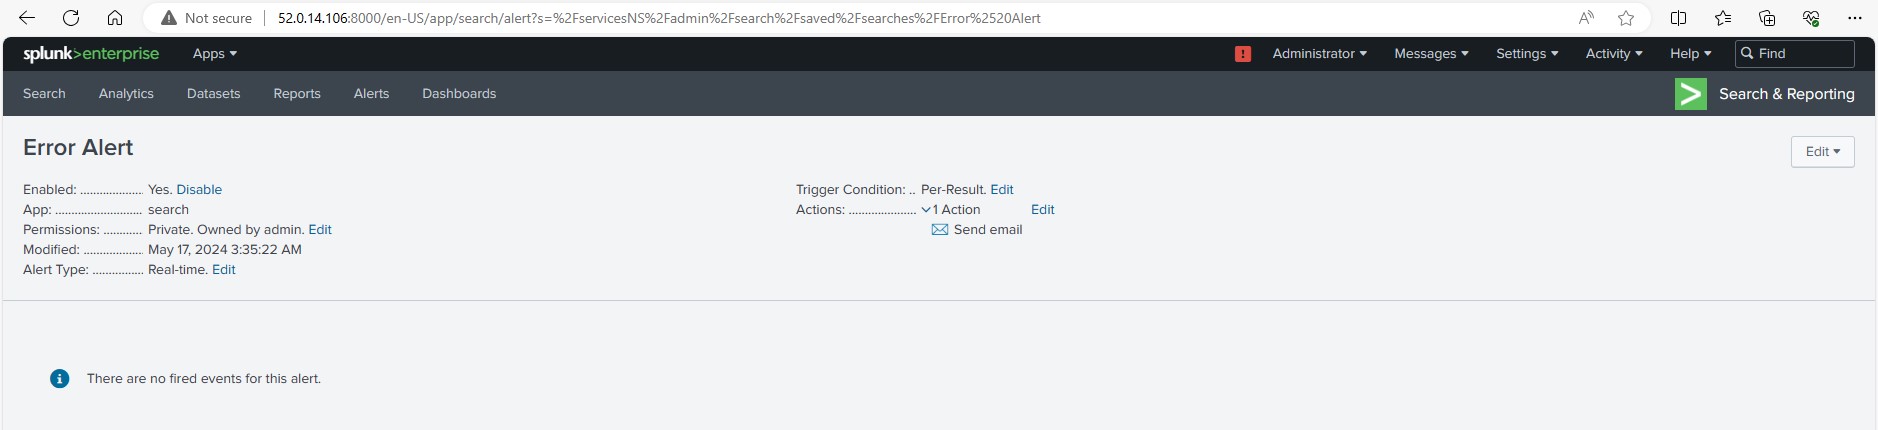 Not secure 52.0.14.106:8000/en-US/app/search/alert?s=%2FservicesNS%2Fadmin%2Fsearch%2Fsaved%2Fsearches%2FError%2520Alert
splunk>enterprise Apps ! Administrator Messages Settings Activity Help Find
Search Analytics Datasets Reports Alerts Dashboards > Search & Reporting
Error Alert Edit
Enabled: ................... Yes. Disable Trigger Condition: .. Per-Result. Edit
App: .......................... search Actions: .................... 1 Action Edit
Permissions: ............ Private. Owned by admin. Edit Send email
Modified: .................. May 17, 2024 3:35:22 AM
Alert Type: ............... Real-time. Edit
There are no fired events for this alert.